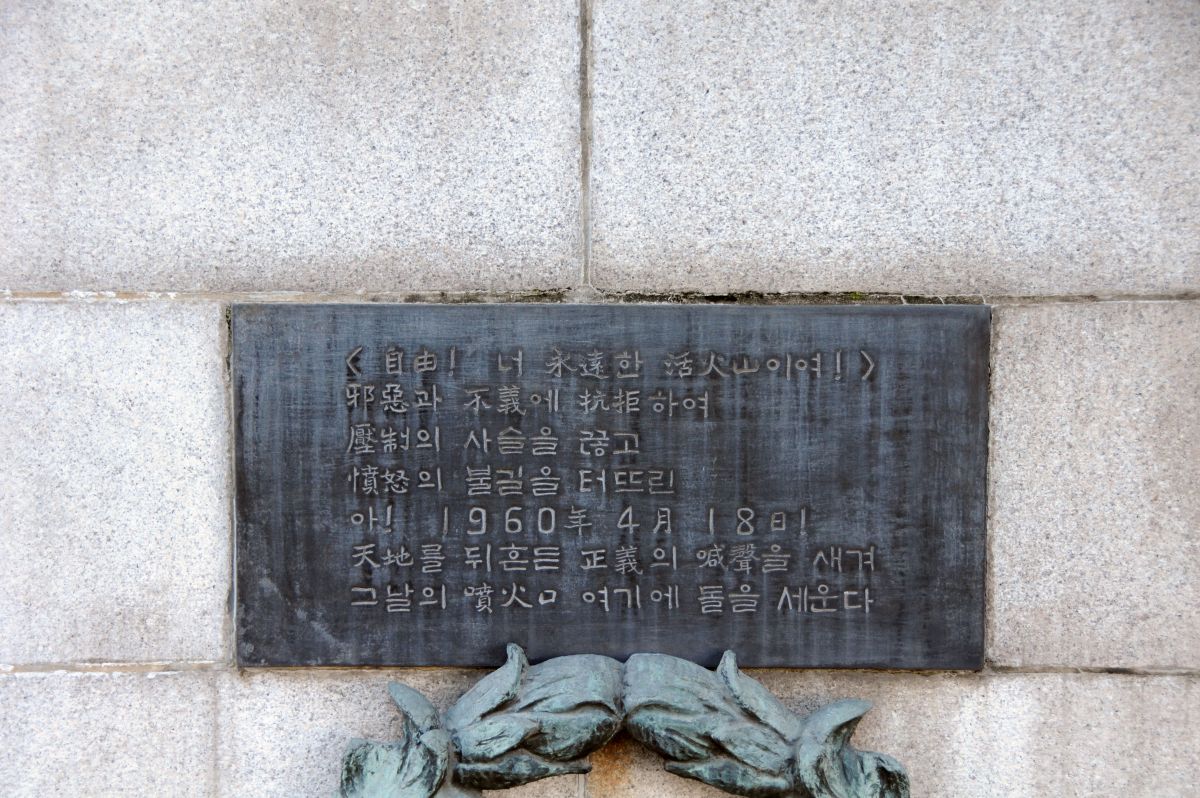 <自由! 너 永遠한 活火山이여!>
邪惡과 不義에 抗拒하여
壓制의 사슬을 끊고
憤怒의 불길을 터뜨린
아! 1960年 4月 18日!
天地를 뒤흔든 正義의 喊聲을 새겨
그날의 噴火口 여기에 돌을 세운다